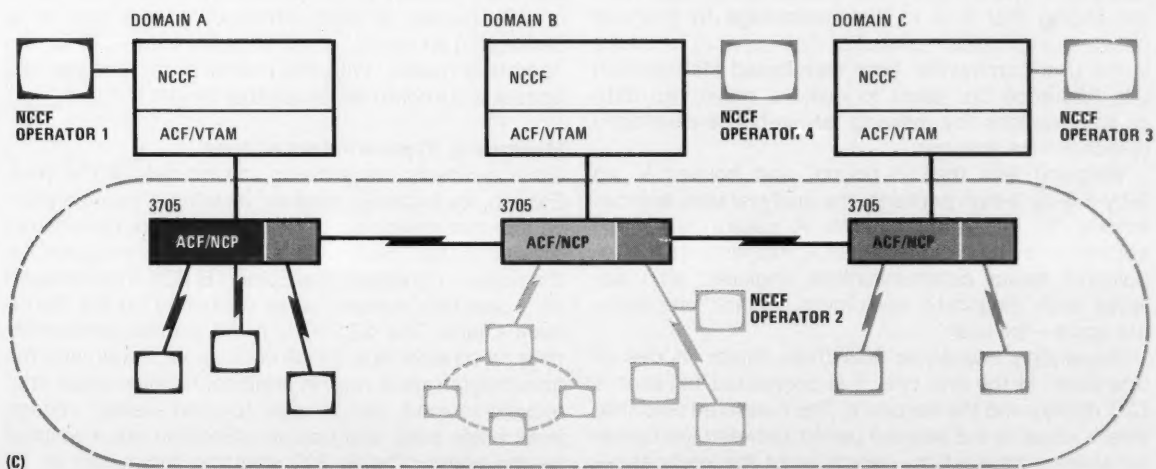 DOMAIN A
DOMAIN B
DOMAIN C
NCCF
ACF/VTAM
NCCF
OPERATOR 1
NCCF
ACF/VTAM
NCCF
OPERATOR. 4
NCCF
ACF/VTAM
NCCF
OPERATOR 3
3705
ACF/NCP
3705
ACF/NCP
3705
ACF/NCP
NCCF
OPERATOR 2
(C)